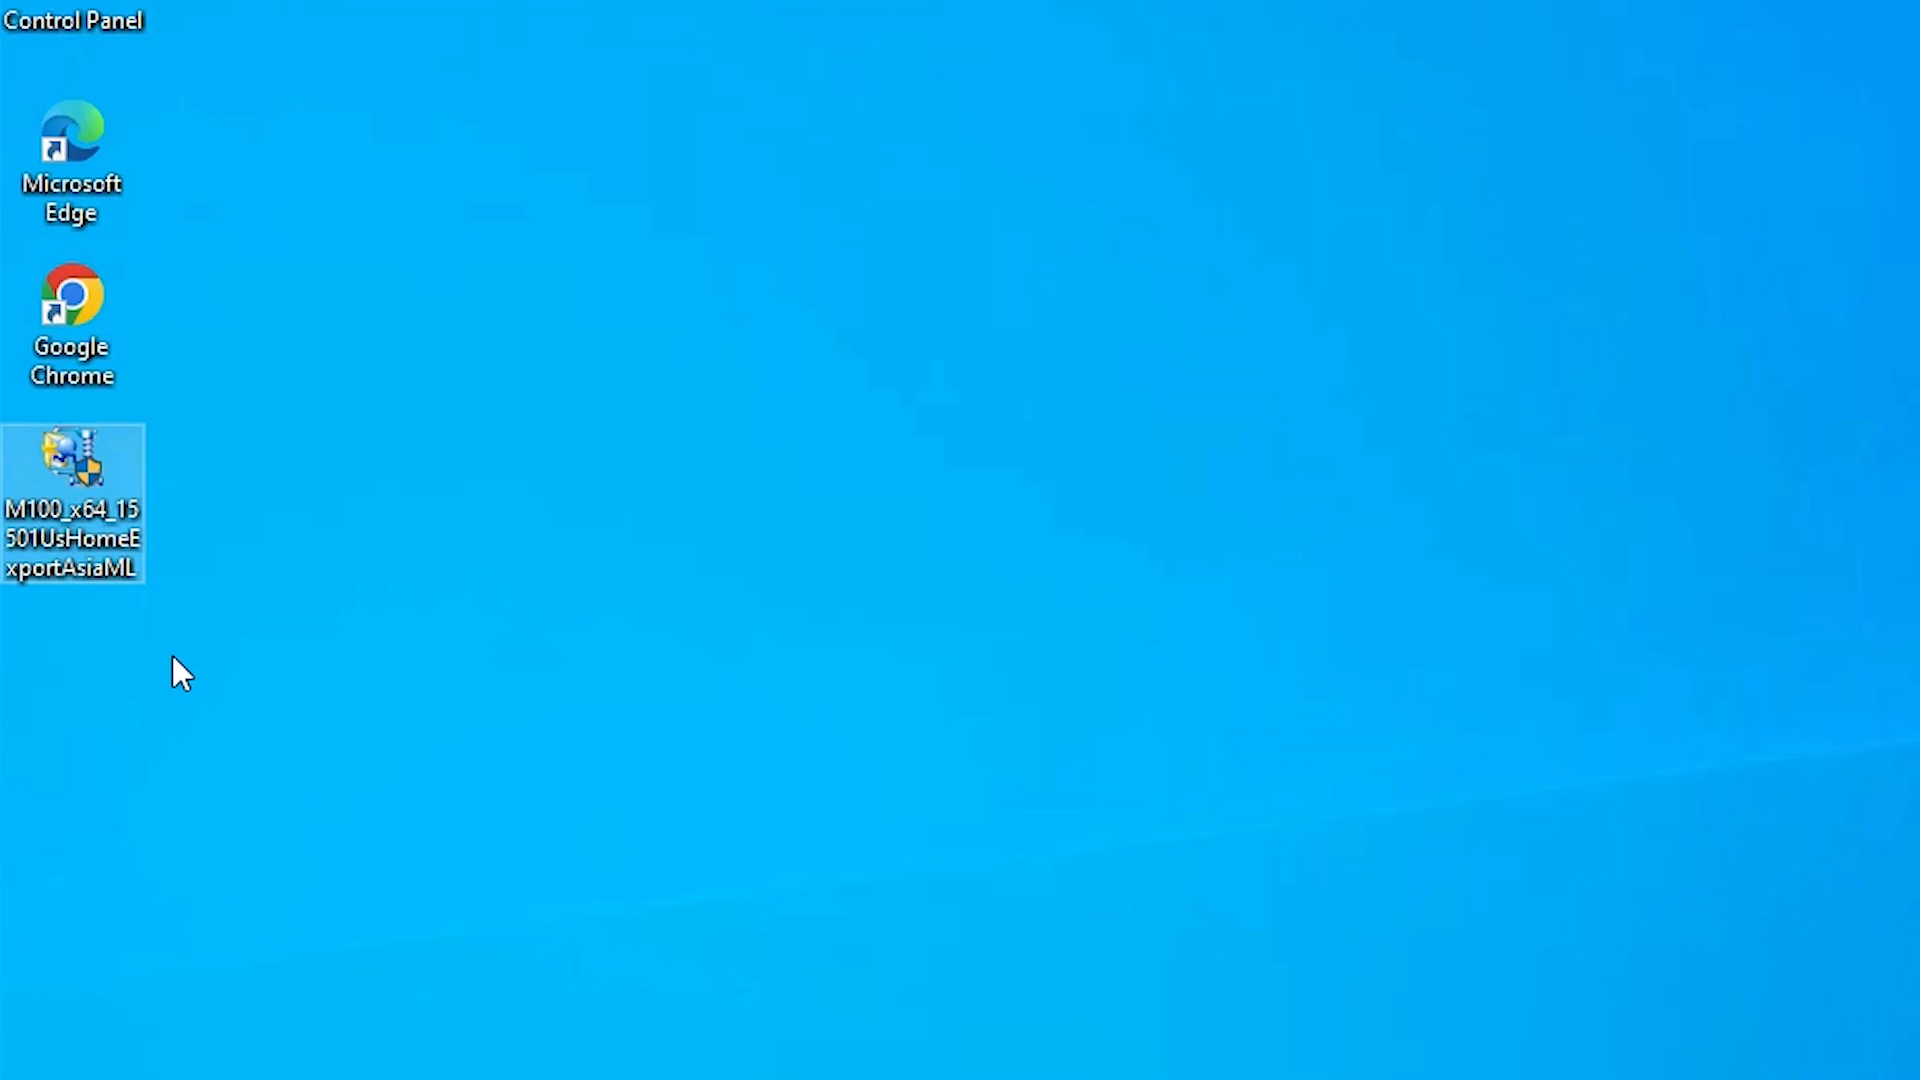 Control Panel
Microsoft
Edge
Google
Chrome
M100_x64_15
501UsHomeE
xportAsiaML